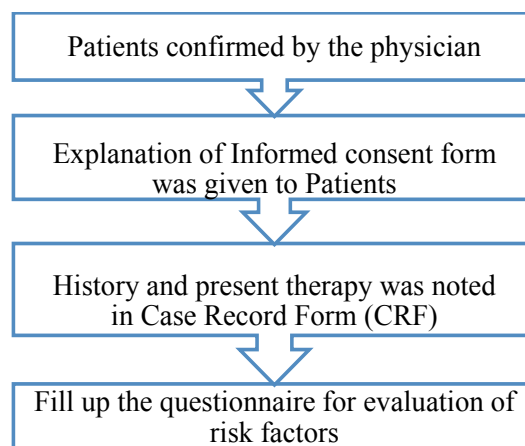 Patients confirmed by the physician
Explanation of Informed consent form
was given to Patients
History and present therapy was noted
in Case Record Form (CRF)
Fill up the questionnaire for evaluation of
risk factors